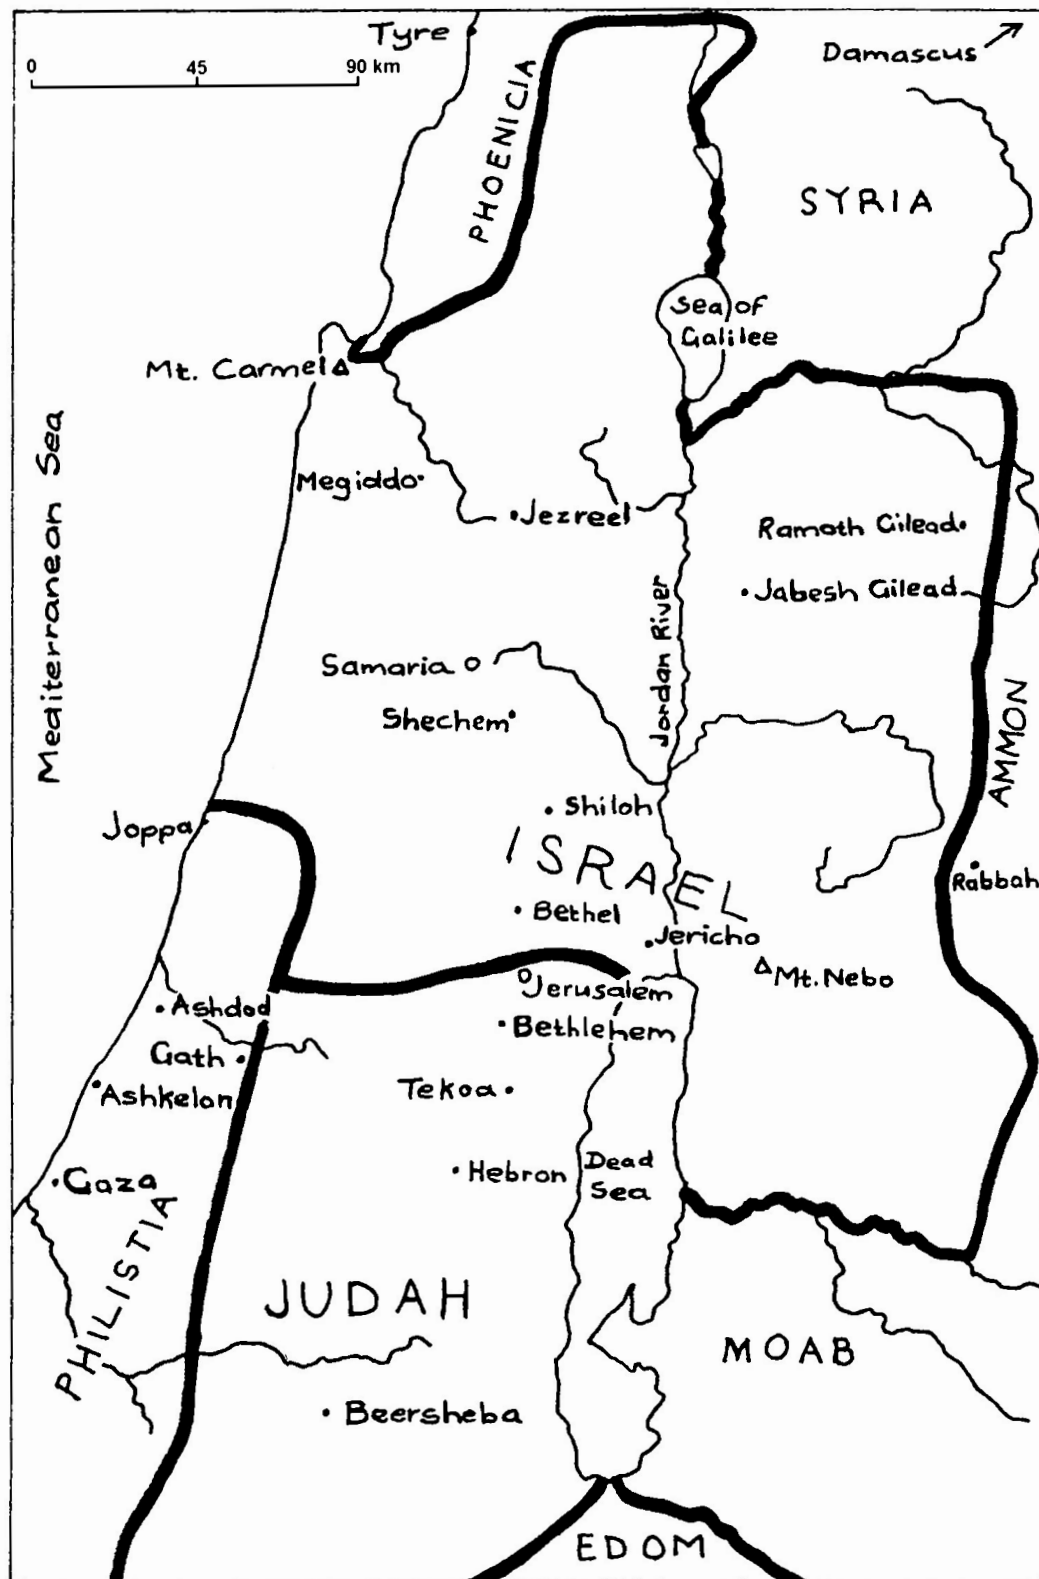 Tyre
Damascus
0 45 90 km
PHOENICIA
SYRIA
Sea of
Galilee
Mt. Carmel
Mediterranean Sea
Megiddo
Jezreel
Ramoth Gilead
Jabesh Gilead
Jordan River
Samaria
Shechem
AMMON
Shiloh
Joppa
ISRAEL
Rabbah
Bethel
Jericho
Mt. Nebo
Jerusalem
Ashdod
Bethlehem
Gath
Ashkelon
Tekoa
Hebron
Dead
Sea
Gaza
PHILISTIA
JUDAH
MOAB
Beersheba
EDOM